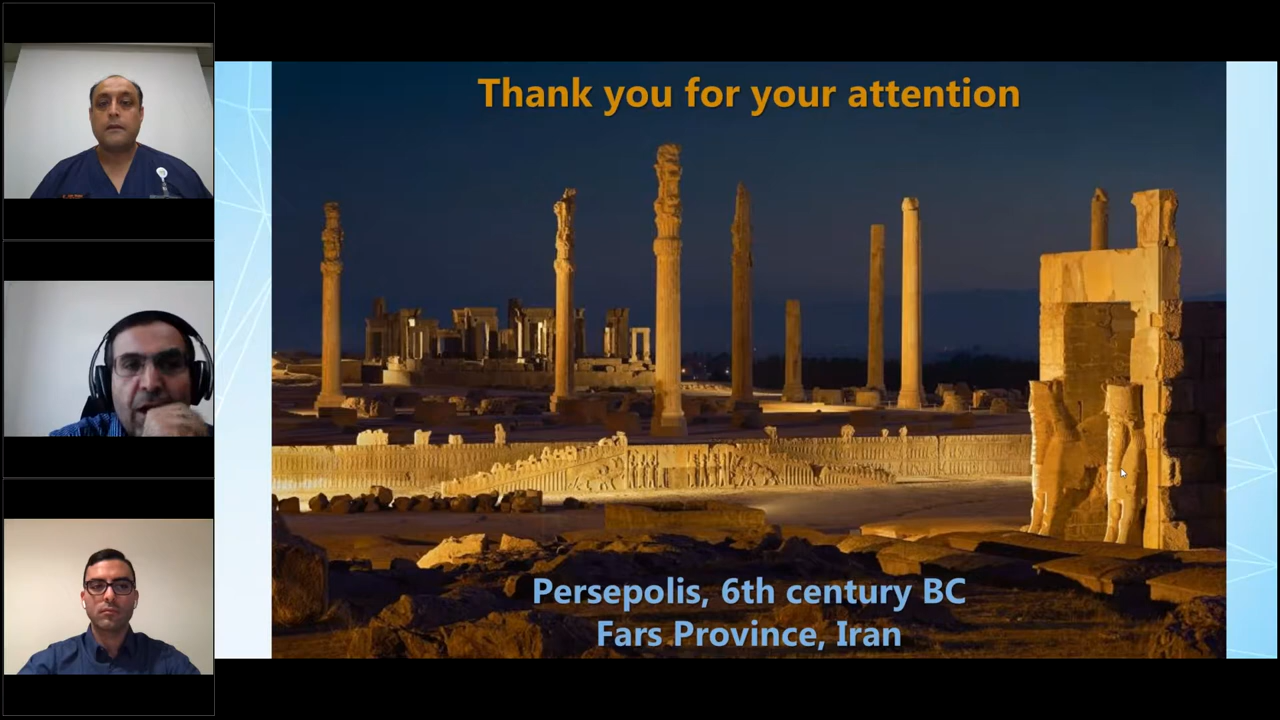 Thank you for your attention
Persepolis, 6th century BC
Fars Province, Iran